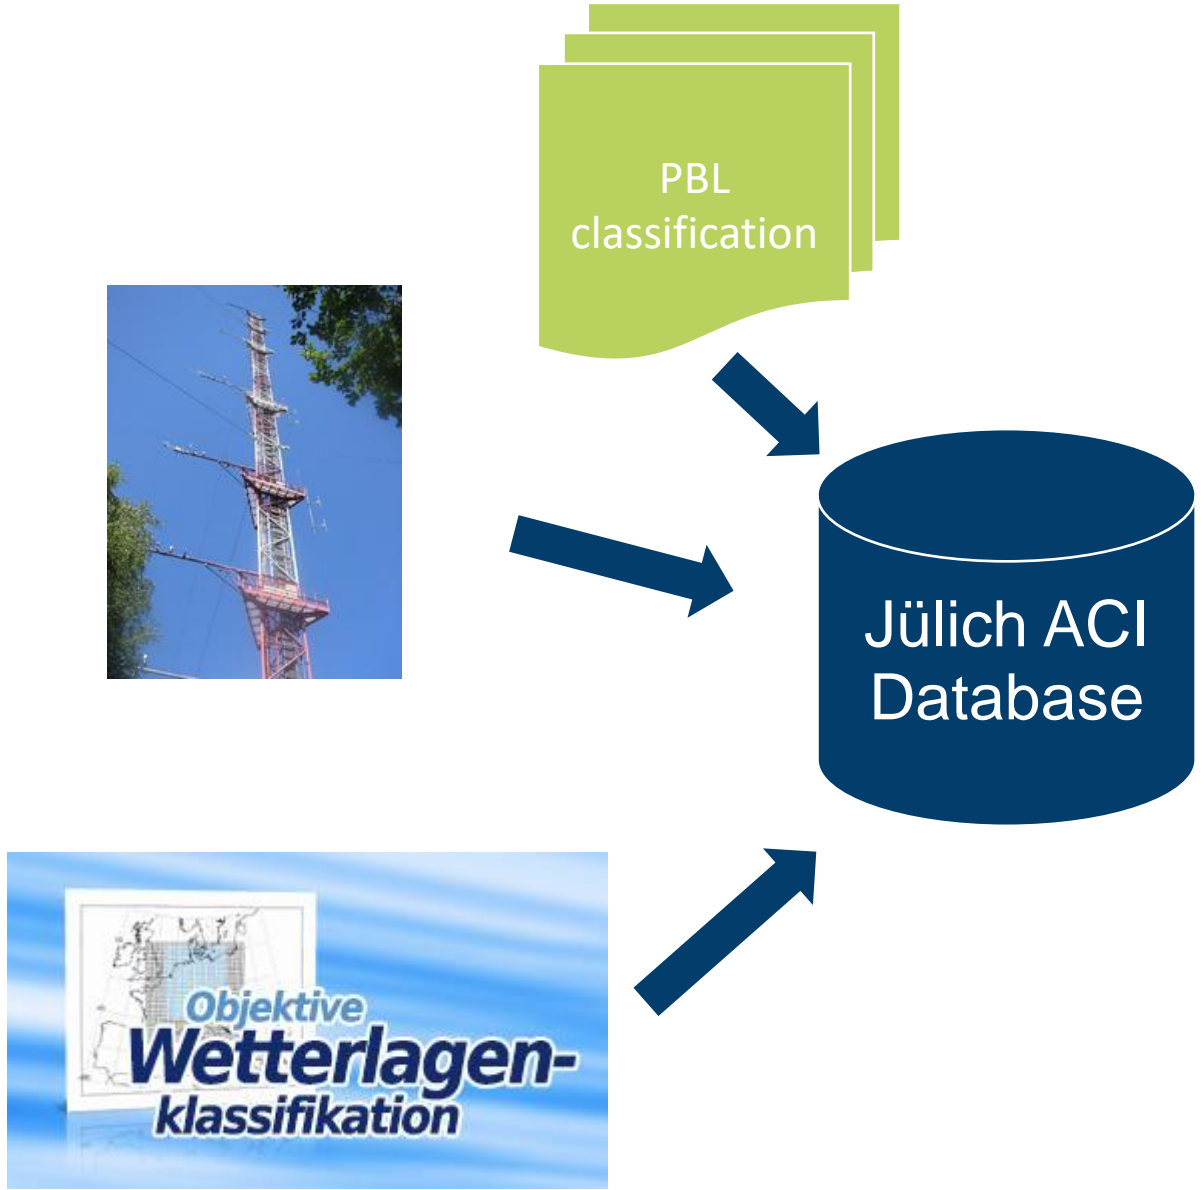 PBL
classification
Jülich ACI
Database
Objektive
Wetterlagen-
klassifikation